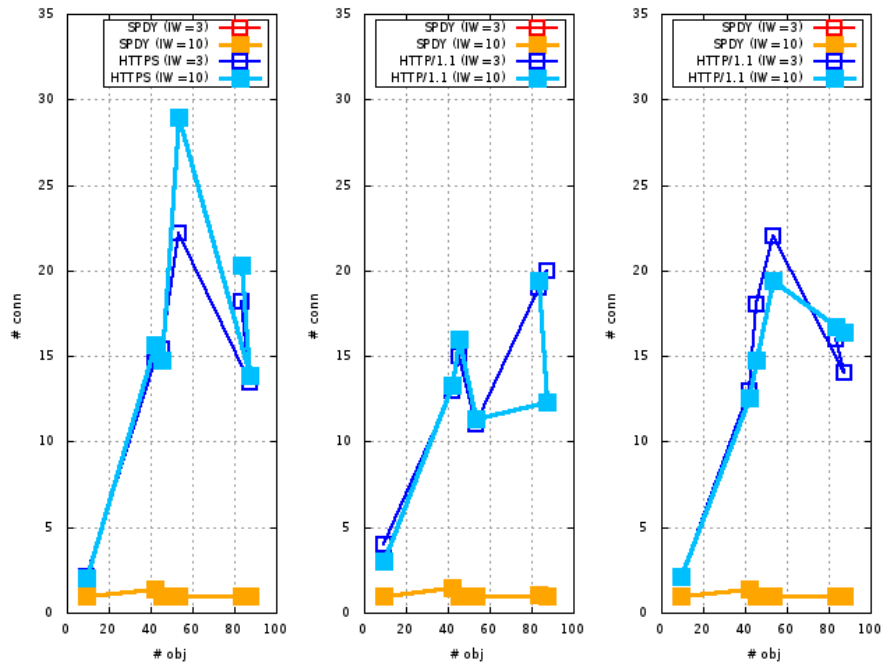 35
30
25
20
15
10
5
0
# conn
SPDY (IW = 3)
SPDY (IW = 10)
HTTPS (IW = 3)
HTTPS (IW = 10)
0 20 40 60 80 100
# obj
35
30
25
20
15
10
5
0
# conn
SPDY (IW = 3)
SPDY (IW = 10)
HTTP/1.1 (IW = 3)
HTTP/1.1 (IW = 10)
0 20 40 60 80 100
# obj
35
30
25
20
15
10
5
0
# conn
SPDY (IW = 3)
SPDY (IW = 10)
HTTP/1.1 (IW = 3)
HTTP/1.1 (IW = 10)
0 20 40 60 80 100
# obj